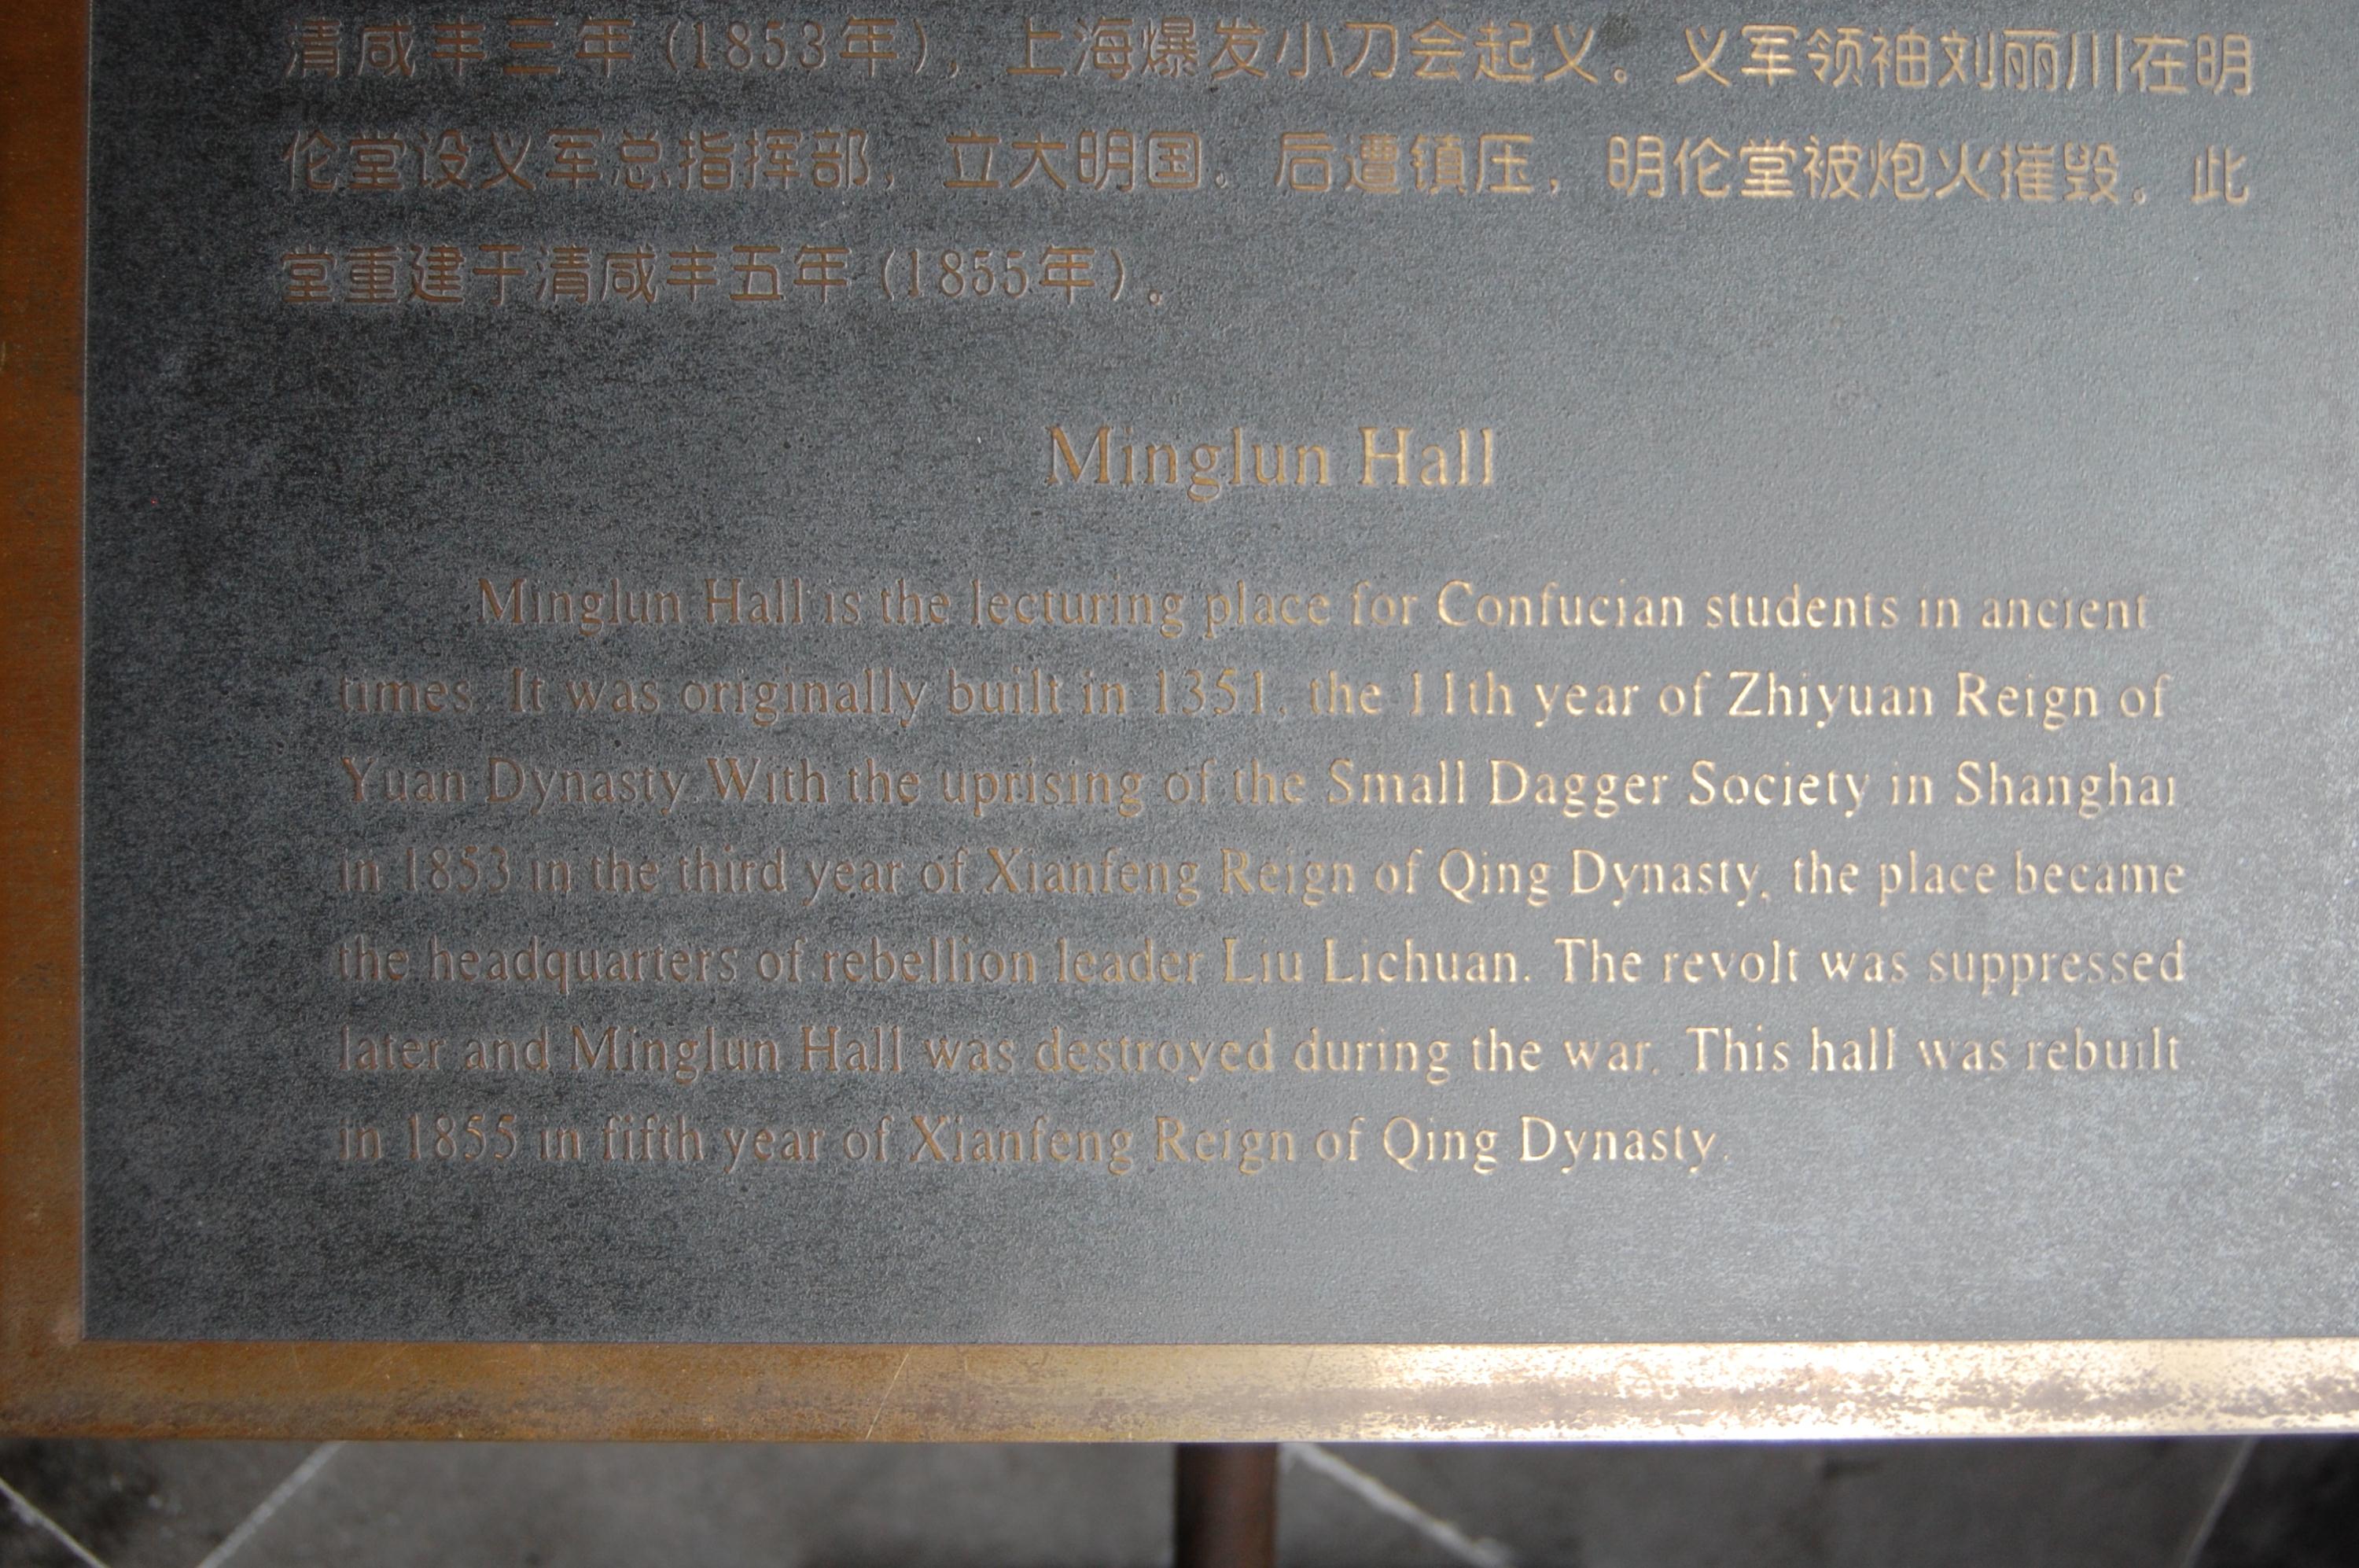 清咸丰三年(1853年)，上海爆发小刀会起义。义军领袖刘丽川在明
伦堂设义军总指挥部，立大明国。后遭镇压，明伦堂被炮火摧毁。此
堂重建于清咸丰五年(1855年)。
Minglun Hall
Minglun Hall is the lecturing place for Confucian students in ancient
times. It was originally built in 1351, the 11th year of Zhiyuan Reign of
Yuan Dynasty.With the uprising of the Small Dagger Society in Shanghai
in 1853 in the third year of Xianfeng Reign of Qing Dynasty, the place became
the headquarters of rebellion leader Liu Lichuan. The revolt was suppressed
later and Minglun Hall was destroyed during the war. This hall was rebuilt
in 1855 in fifth year of Xianfeng Reign of Qing Dynasty.